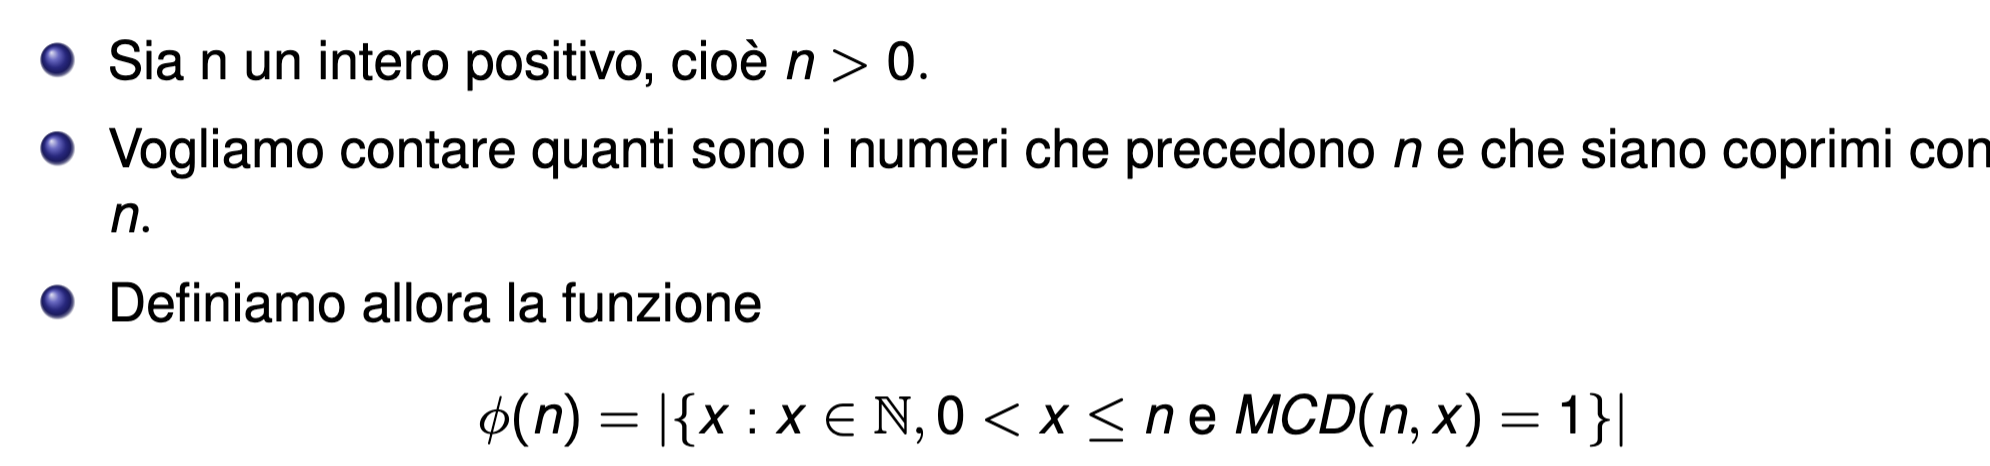 Sia n un intero positivo, cioè n > 0.
Vogliamo contare quanti sono i numeri che precedono n e che siano coprimi con
n.
Definiamo allora la funzione
ϕ(n) = |{x : x ∈ ℕ, 0 < x ≤ n e MCD(n, x) = 1}|